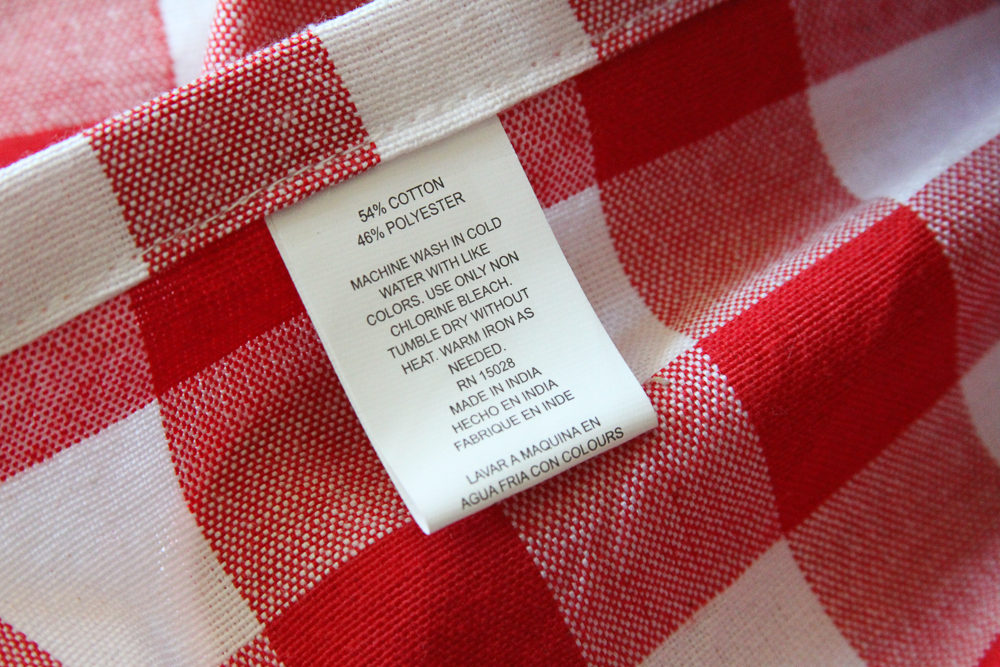 54% COTTON
46% POLYESTER
MACHINE WASH IN COLD
WATER WITH LIKE
COLORS. USE ONLY NON
CHLORINE BLEACH.
TUMBLE DRY WITHOUT
HEAT. WARM IRON AS
NEEDED.
RN 15028
MADE IN INDIA
HECHO EN INDIA
FABRIQUE EN INDE
LAVAR A MAQUINA EN
AGUA FRIA CON COLOURS